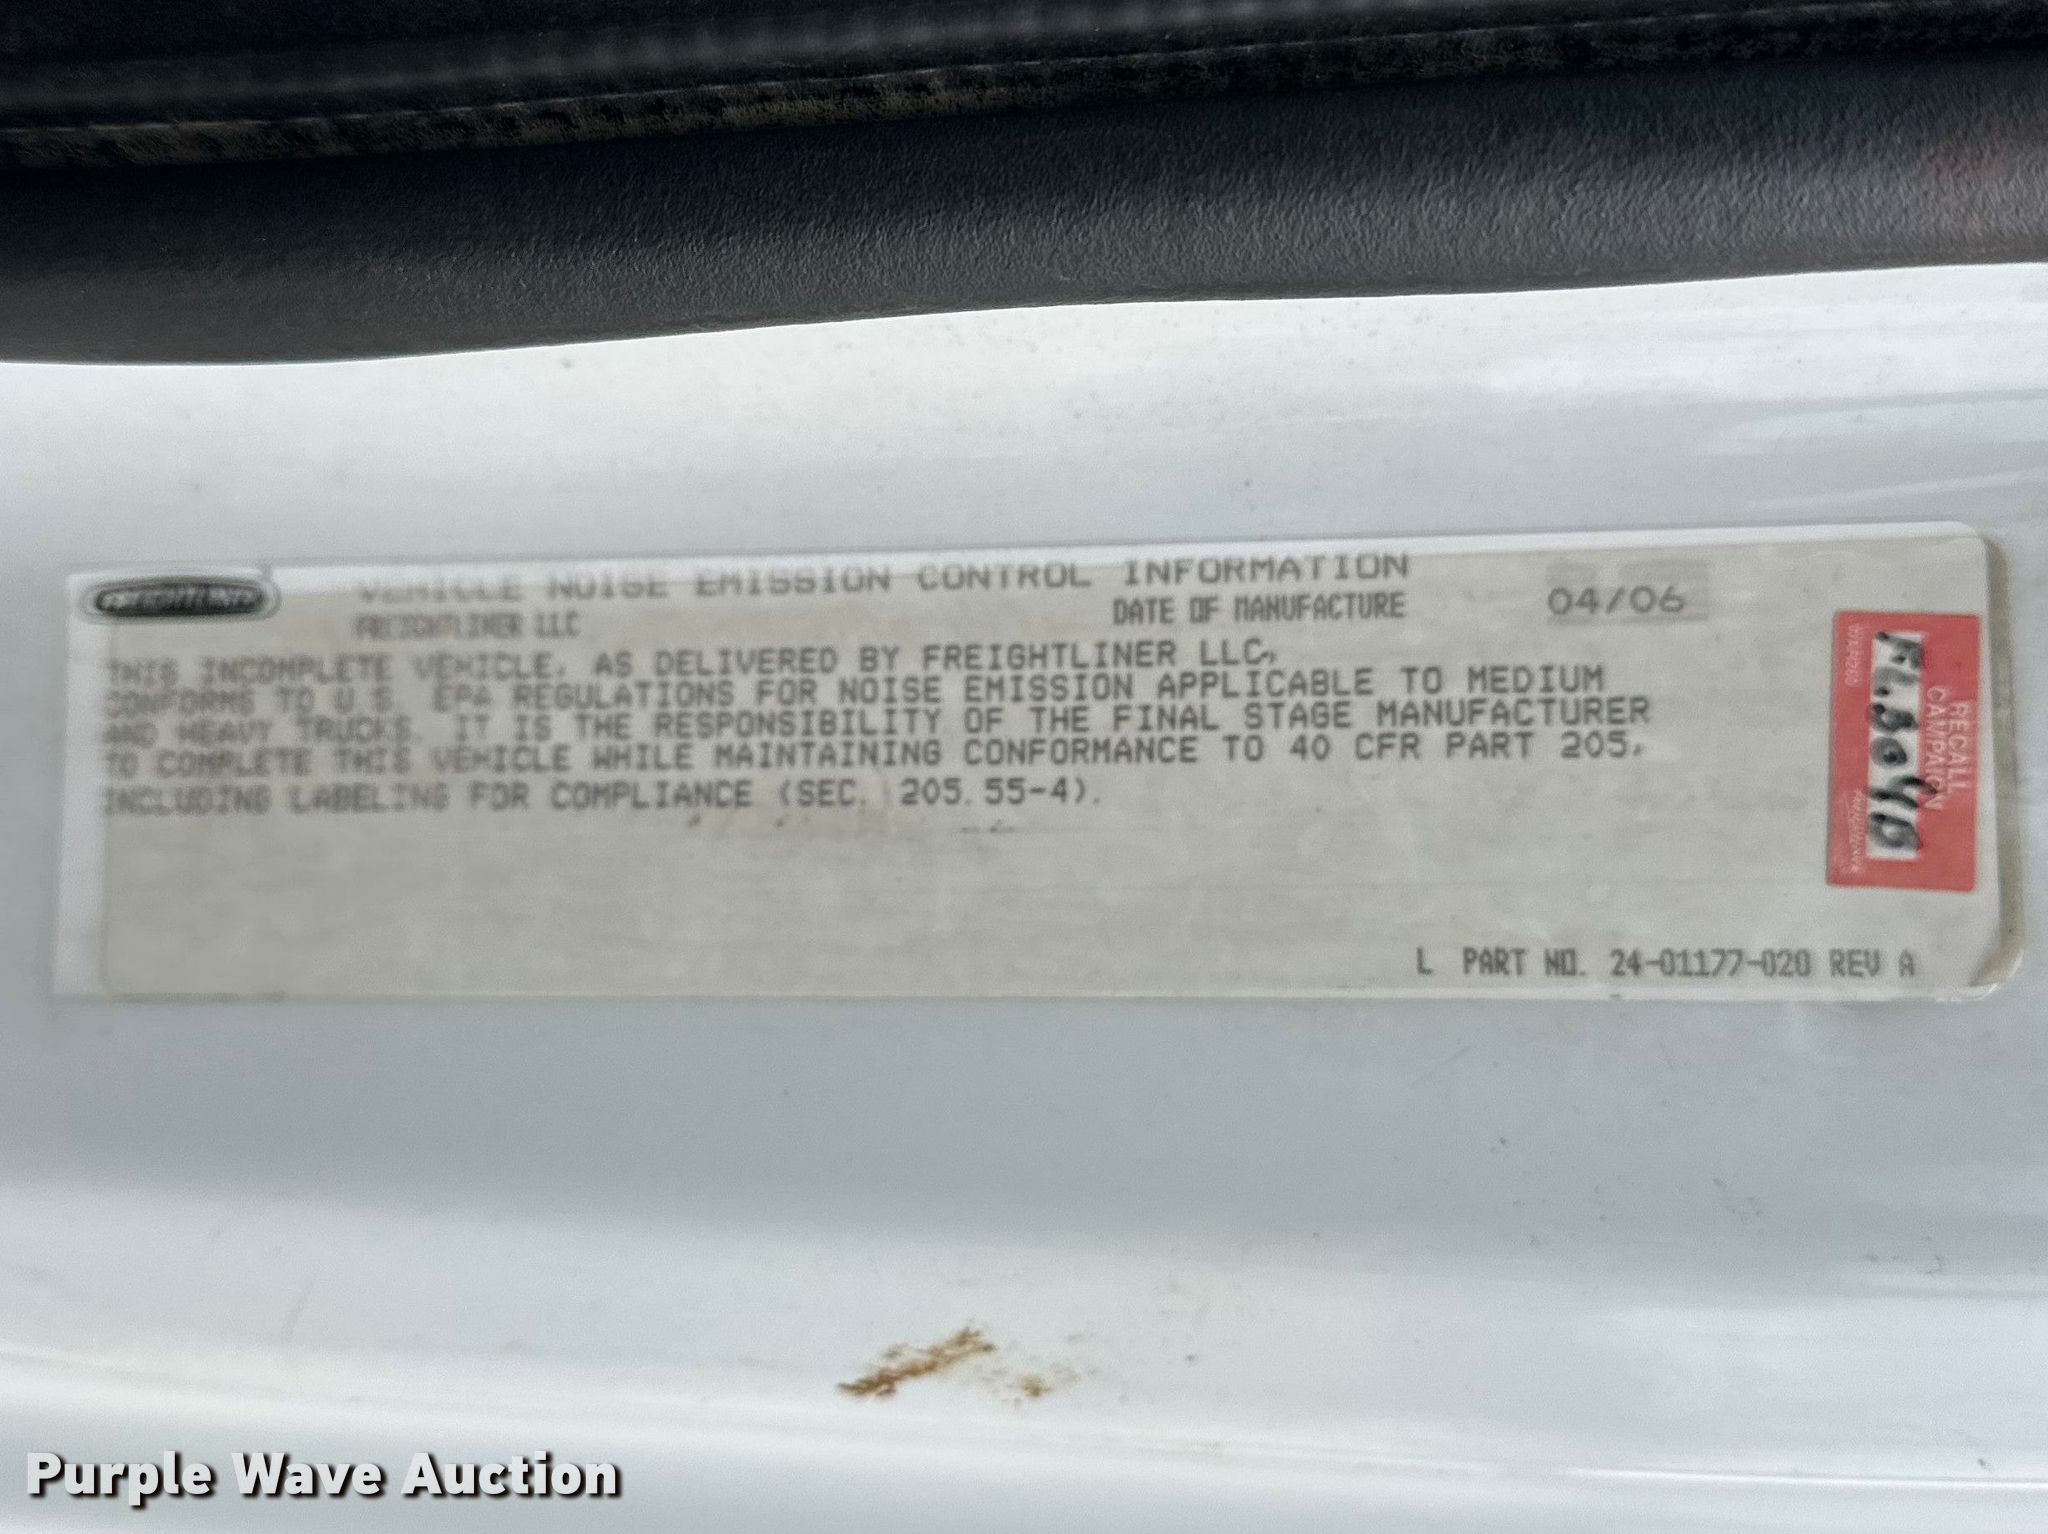 FREIGHTLINER
VEHICLE NOISE EMISSION CONTROL INFORMATION
FREIGHTLINER LLC
DATE OF MANUFACTURE 04/06
THIS INCOMPLETE VEHICLE, AS DELIVERED BY FREIGHTLINER LLC,
CONFORMS TO U.S. EPA REGULATIONS FOR NOISE EMISSION APPLICABLE TO MEDIUM
AND HEAVY TRUCKS. IT IS THE RESPONSIBILITY OF THE FINAL STAGE MANUFACTURER
TO COMPLETE THIS VEHICLE WHILE MAINTAINING CONFORMANCE TO 40 CFR PART 205,
INCLUDING LABELING FOR COMPLIANCE (SEC. 205.55-4).
RECALL
CAMPAIGN
L PART NO. 24-01177-020 REV A
Purple Wave Auction